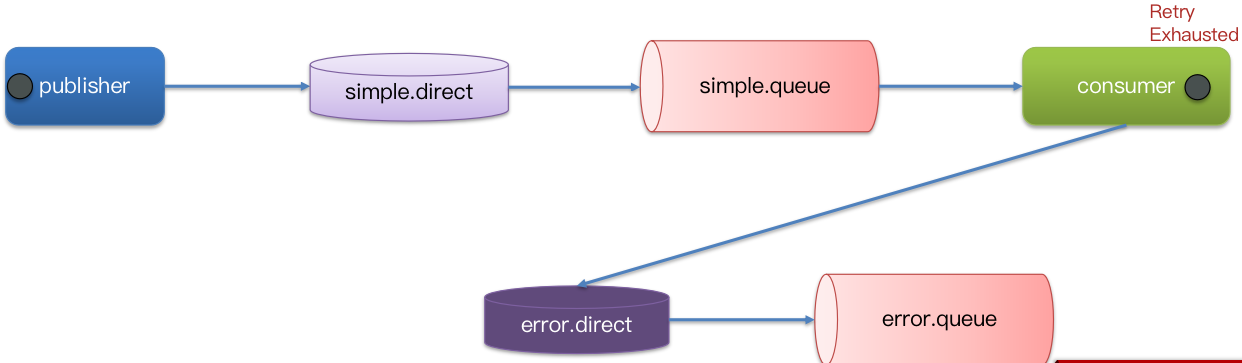 Retry
Exhausted
publisher
simple.direct
simple.queue
consumer
error.direct
error.queue